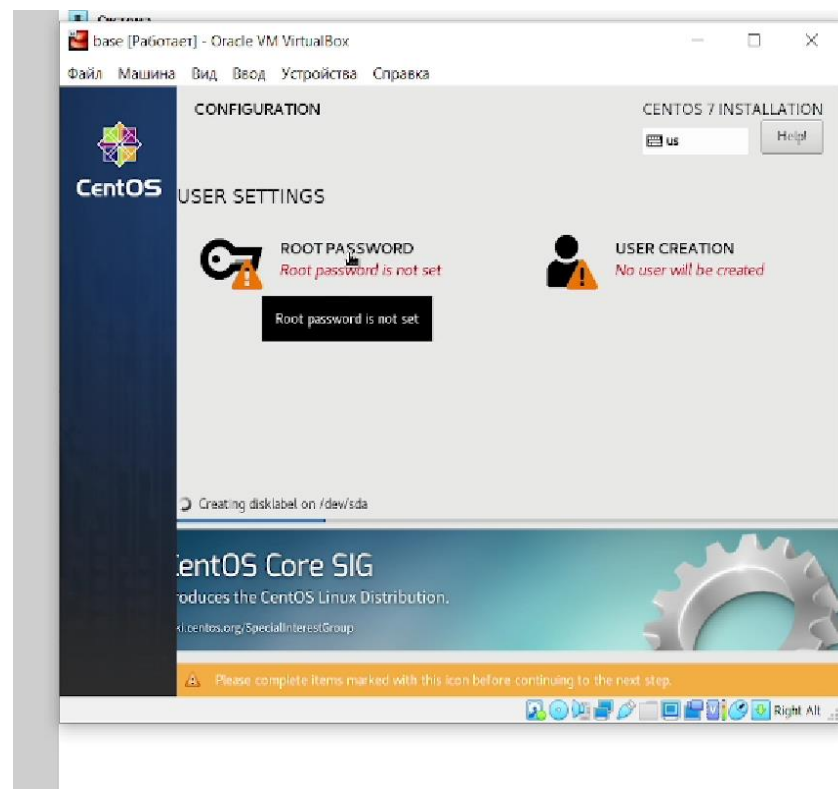 base [Работает] - Oracle VM VirtualBox
Файл Машина Вид Ввод Устройства Справка
CONFIGURATION
CENTOS 7 INSTALLATION
us
Help!
CentOS
USER SETTINGS
ROOT PASSWORD
Root password is not set
USER CREATION
No user will be created
Root password is not set
Creating disklabel on /dev/sda
entOS Core SIG
oduces the CentOS Linux Distribution.
ki.centos.org/SpecialInterestGroup
Please complete items marked with this icon before continuing to the next step.
Right Alt